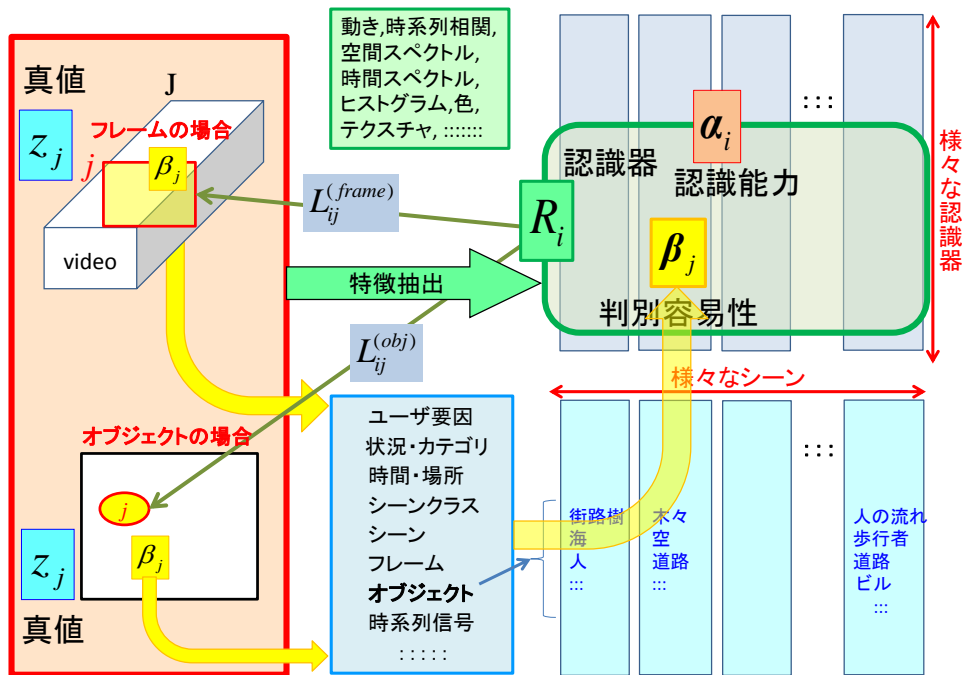 真値
J
z_j
フレームの場合
j
β_j
video
オブジェクトの場合
j
β_j
z_j
真値
動き,時系列相関,
空間スペクトル,
時間スペクトル,
ヒストグラム,色,
テクスチャ, :::::::
L_{ij}^{(frame)}
特徴抽出
L_{ij}^{(obj)}
R_i
認識器
α_i
認識能力
β_j
判別容易性
:::
様々な認識器
様々なシーン
ユーザ要因
状況・カテゴリ
時間・場所
シーンクラス
シーン
フレーム
オブジェクト
時系列信号
: : : : :
街路樹
海
人
:::
木々
空
道路
:::
:::
人の流れ
歩行者
道路
ビル
:::